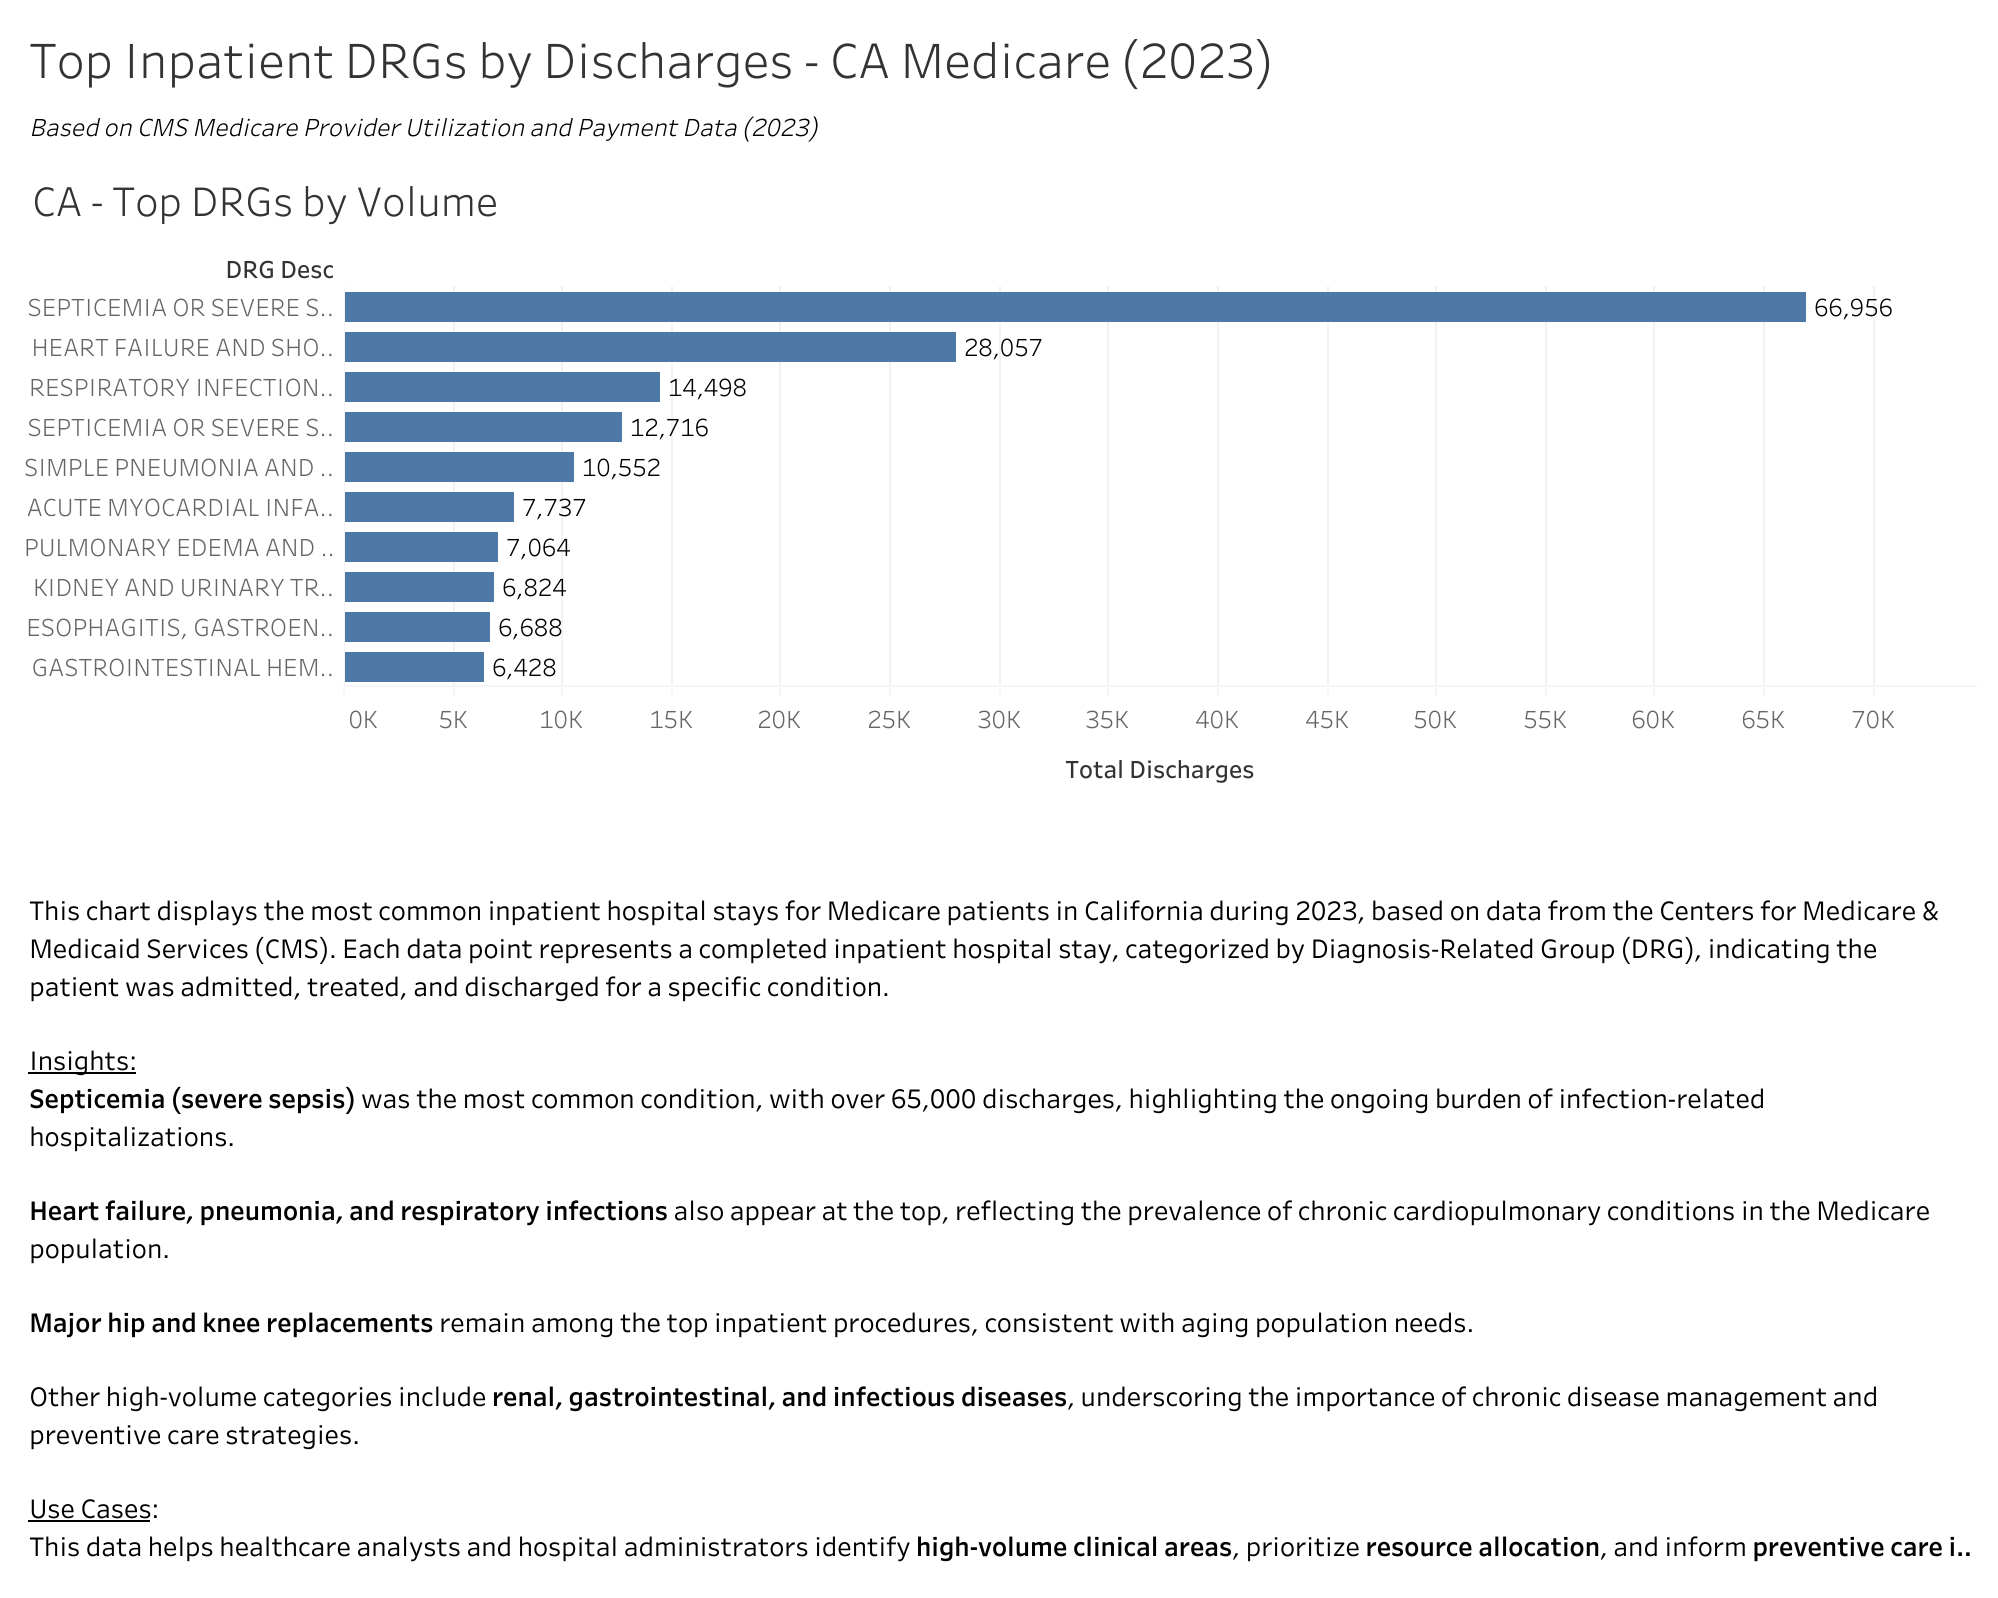 Top Inpatient DRGs by Discharges - CA Medicare (2023)
Based on CMS Medicare Provider Utilization and Payment Data (2023)
CA - Top DRGs by Volume
DRG Desc
SEPTICEMIA OR SEVERE S.. 66,956
HEART FAILURE AND SHO.. 28,057
RESPIRATORY INFECTION.. 14,498
SEPTICEMIA OR SEVERE S.. 12,716
SIMPLE PNEUMONIA AND .. 10,552
ACUTE MYOCARDIAL INFA.. 7,737
PULMONARY EDEMA AND .. 7,064
KIDNEY AND URINARY TR.. 6,824
ESOPHAGITIS, GASTROEN.. 6,688
GASTROINTESTINAL HEM.. 6,428
0K 5K 10K 15K 20K 25K 30K 35K 40K 45K 50K 55K 60K 65K 70K
Total Discharges
This chart displays the most common inpatient hospital stays for Medicare patients in California during 2023, based on data from the Centers for Medicare &
Medicaid Services (CMS). Each data point represents a completed inpatient hospital stay, categorized by Diagnosis-Related Group (DRG), indicating the
patient was admitted, treated, and discharged for a specific condition.
Insights:
Septicemia (severe sepsis) was the most common condition, with over 65,000 discharges, highlighting the ongoing burden of infection-related
hospitalizations.
Heart failure, pneumonia, and respiratory infections also appear at the top, reflecting the prevalence of chronic cardiopulmonary conditions in the Medicare
population.
Major hip and knee replacements remain among the top inpatient procedures, consistent with aging population needs.
Other high-volume categories include renal, gastrointestinal, and infectious diseases, underscoring the importance of chronic disease management and
preventive care strategies.
Use Cases:
This data helps healthcare analysts and hospital administrators identify high-volume clinical areas, prioritize resource allocation, and inform preventive care i..